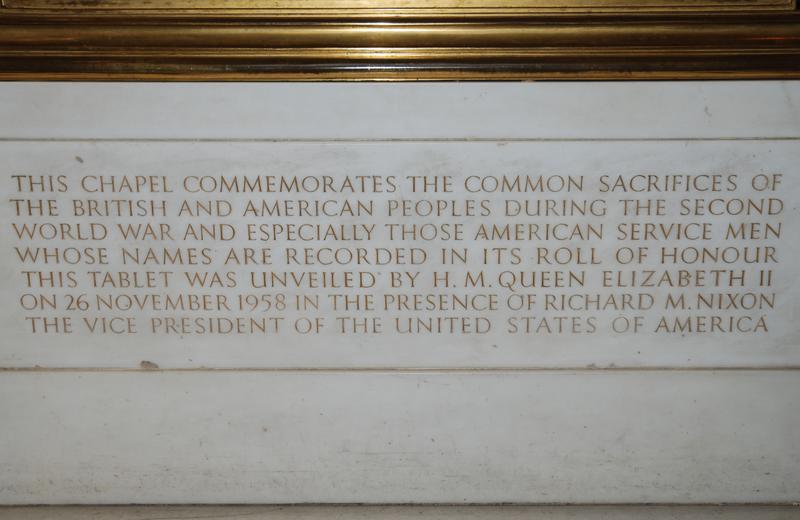 THIS CHAPEL COMMEMORATES THE COMMON SACRIFICES OF
THE BRITISH AND AMERICAN PEOPLES DURING THE SECOND
WORLD WAR AND ESPECIALLY THOSE AMERICAN SERVICE MEN
WHOSE NAMES ARE RECORDED IN ITS ROLL OF HONOUR
THIS TABLET WAS UNVEILED BY H. M. QUEEN ELIZABETH II
ON 26 NOVEMBER 1958 IN THE PRESENCE OF RICHARD M. NIXON
THE VICE PRESIDENT OF THE UNITED STATES OF AMERICA